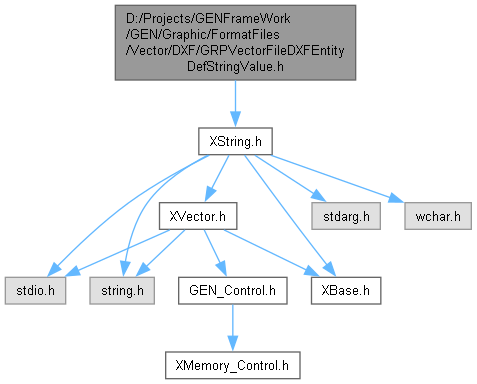 D:/Projects/GENFrameWork
/GEN/Graphic/FormatFiles
/Vector/DXF/GRPVectorFileDXFEntity
DefStringValue.h
XString.h
XVector.h
stdarg.h
wchar.h
stdio.h
string.h
GEN_Control.h
XBase.h
XMemory_Control.h